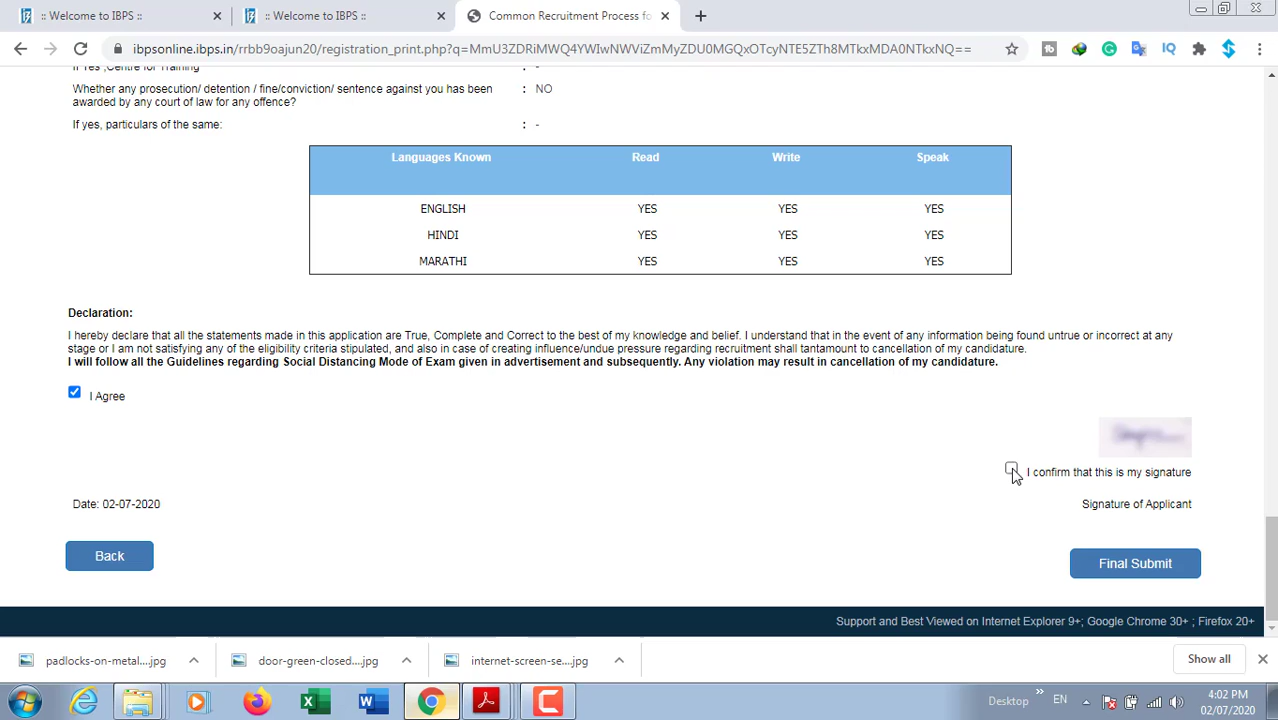 :: Welcome to IBPS ::
:: Welcome to IBPS ::
Common Recruitment Process fo
ibpsonline.ibps.in/rrbb9oajun20/registration_print.php?q=MmU3ZDRiMWQ4YWIwNWViZmMyZDU0MGQxOTcyNTE5ZTh8MTkxMDA0NTkxNQ==
If Yes ,Centre for Training : -
Whether any prosecution/ detention / fine/conviction/ sentence against you has been : NO
awarded by any court of law for any offence?
If yes, particulars of the same: : -
Languages Known Read Write Speak
ENGLISH YES YES YES
HINDI YES YES YES
MARATHI YES YES YES
Declaration:
I hereby declare that all the statements made in this application are True, Complete and Correct to the best of my knowledge and belief. I understand that in the event of any information being found untrue or incorrect at any
stage or I am not satisfying any of the eligibility criteria stipulated, and also in case of creating influence/undue pressure regarding recruitment shall tantamount to cancellation of my candidature.
I will follow all the Guidelines regarding Social Distancing Mode of Exam given in advertisement and subsequently. Any violation may result in cancellation of my candidature.
I Agree
I confirm that this is my signature
Date: 02-07-2020 Signature of Applicant
Back Final Submit
Support and Best Viewed on Internet Explorer 9+; Google Chrome 30+ ; Firefox 20+
padlocks-on-metal....jpg door-green-closed....jpg internet-screen-se....jpg Show all
Desktop EN 4:02 PM
02/07/2020